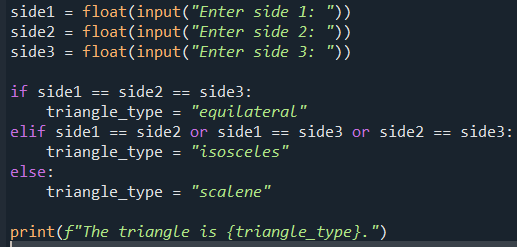 side1 = float(input("Enter side 1: "))
side2 = float(input("Enter side 2: "))
side3 = float(input("Enter side 3: "))

if side1 == side2 == side3:
    triangle_type = "equilateral"
elif side1 == side2 or side1 == side3 or side2 == side3:
    triangle_type = "isosceles"
else:
    triangle_type = "scalene"

print(f"The triangle is {triangle_type}.")